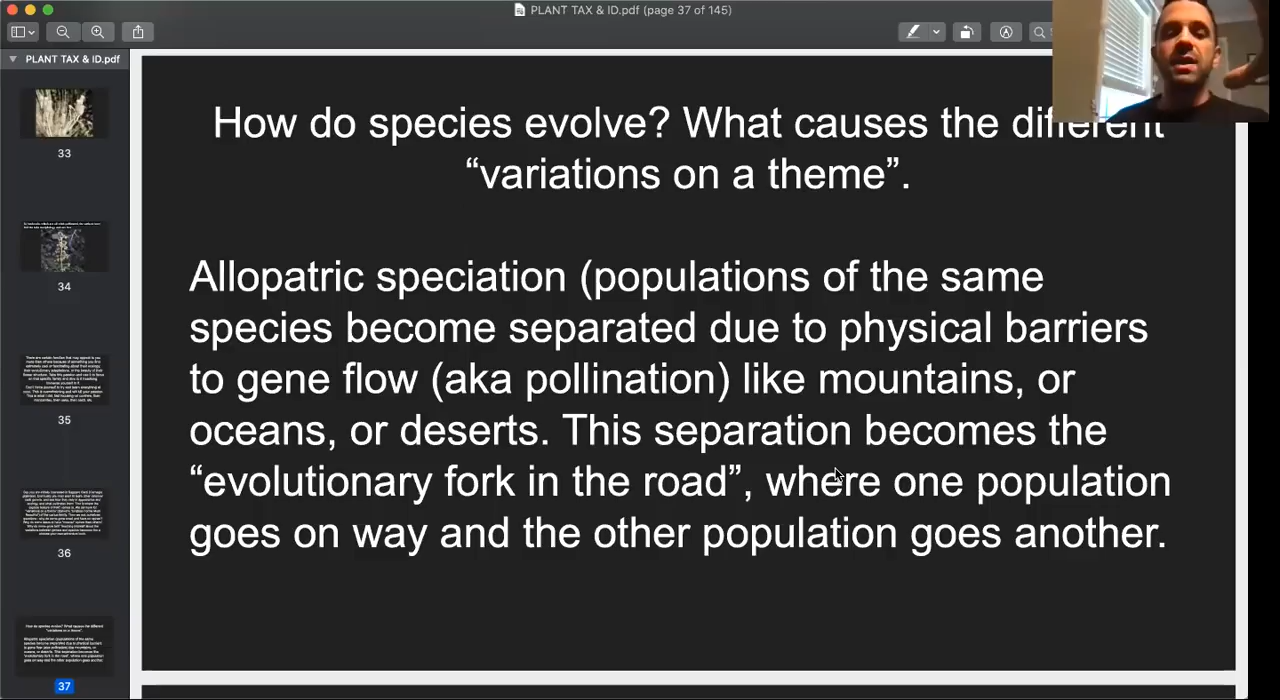 PLANT TAX & ID.pdf (page 37 of 145)
PLANT TAX & ID.pdf
33
34
35
36
37
How do species evolve? What causes the different
“variations on a theme”.
Allopatric speciation (populations of the same
species become separated due to physical barriers
to gene flow (aka pollination) like mountains, or
oceans, or deserts. This separation becomes the
“evolutionary fork in the road”, where one population
goes on way and the other population goes another.